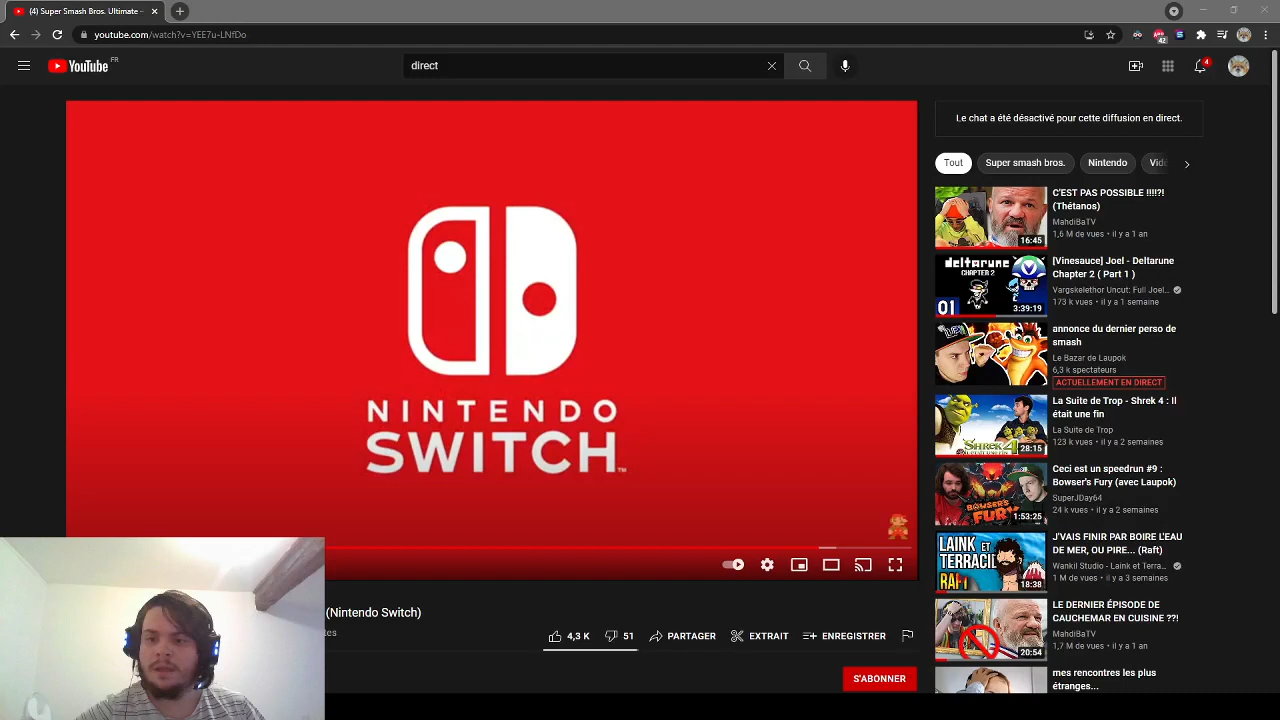 (4) Super Smash Bros. Ultimate –
youtube.com/watch?v=YEE7u-LNfDo
42
YouTube FR
direct
4
NINTENDO
SWITCH
TM
(Nintendo Switch)
tes
4,3 K
51
PARTAGER
EXTRAIT
ENREGISTRER
S'ABONNER
Le chat a été désactivé pour cette diffusion en direct.
Tout
Super smash bros.
Nintendo
16:45
C'EST PAS POSSIBLE !!!!?!
(Thétanos)
MahdiBaTV
1,6 M de vues • il y a 1 an
deltarune
CHAPTER 2
01
3:39:19
[Vinesauce] Joel - Deltarune
Chapter 2 ( Part 1 )
Vargskelethor Uncut: Full Joel...
173 k vues • il y a 1 semaine
annonce du dernier perso de
smash
Le Bazar de Laupok
6,3 k spectateurs
ACTUELLEMENT EN DIRECT
SHREK 4
28:15
La Suite de Trop - Shrek 4 : Il
était une fin
La Suite de Trop
123 k vues • il y a 2 semaines
BOWSER'S
FURY
1:53:25
Ceci est un speedrun #9 :
Bowser's Fury (avec Laupok)
SuperJDay64
24 k vues • il y a 2 semaines
LAINK ET
TERRACIL
RAF
18:38
J'VAIS FINIR PAR BOIRE L'EAU
DE MER, OU PIRE... (Raft)
Wankil Studio - Laink et Terra...
1 M de vues • il y a 3 semaines
20:54
LE DERNIER ÉPISODE DE
CAUCHEMAR EN CUISINE ??!
MahdiBaTV
1,7 M de vues • il y a 1 an
mes rencontres les plus
étranges...